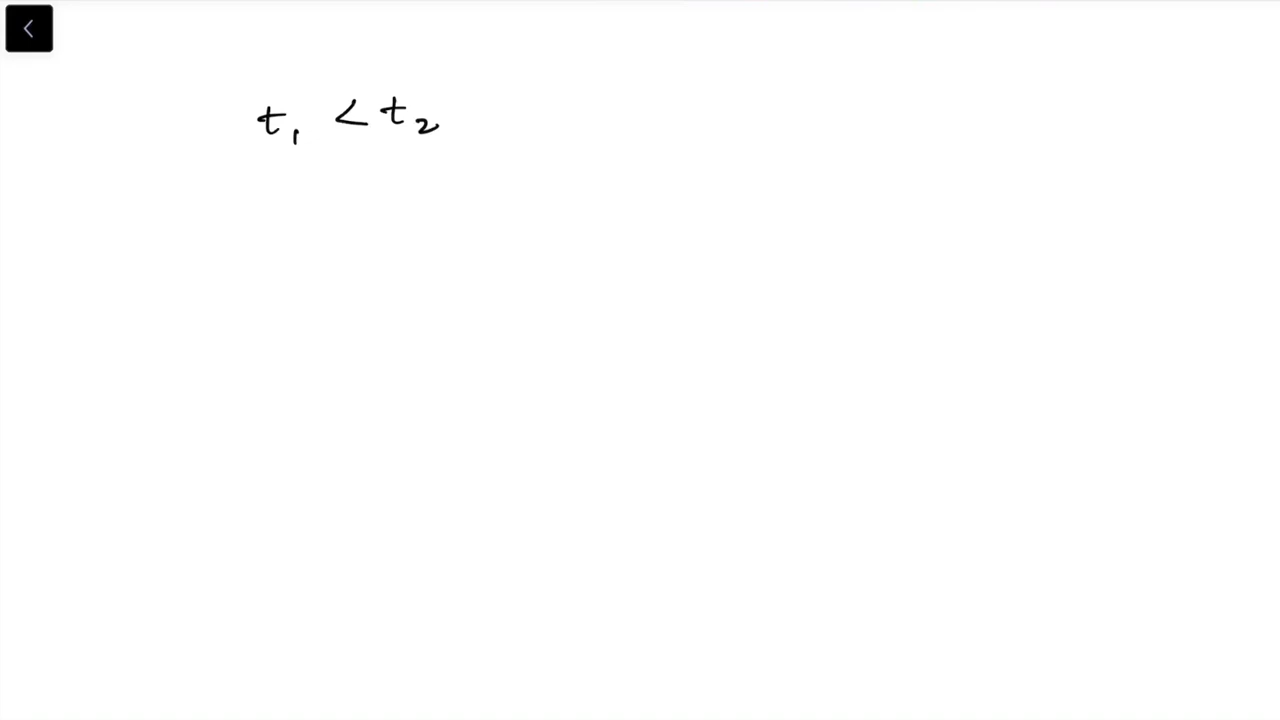 t₁ < t₂